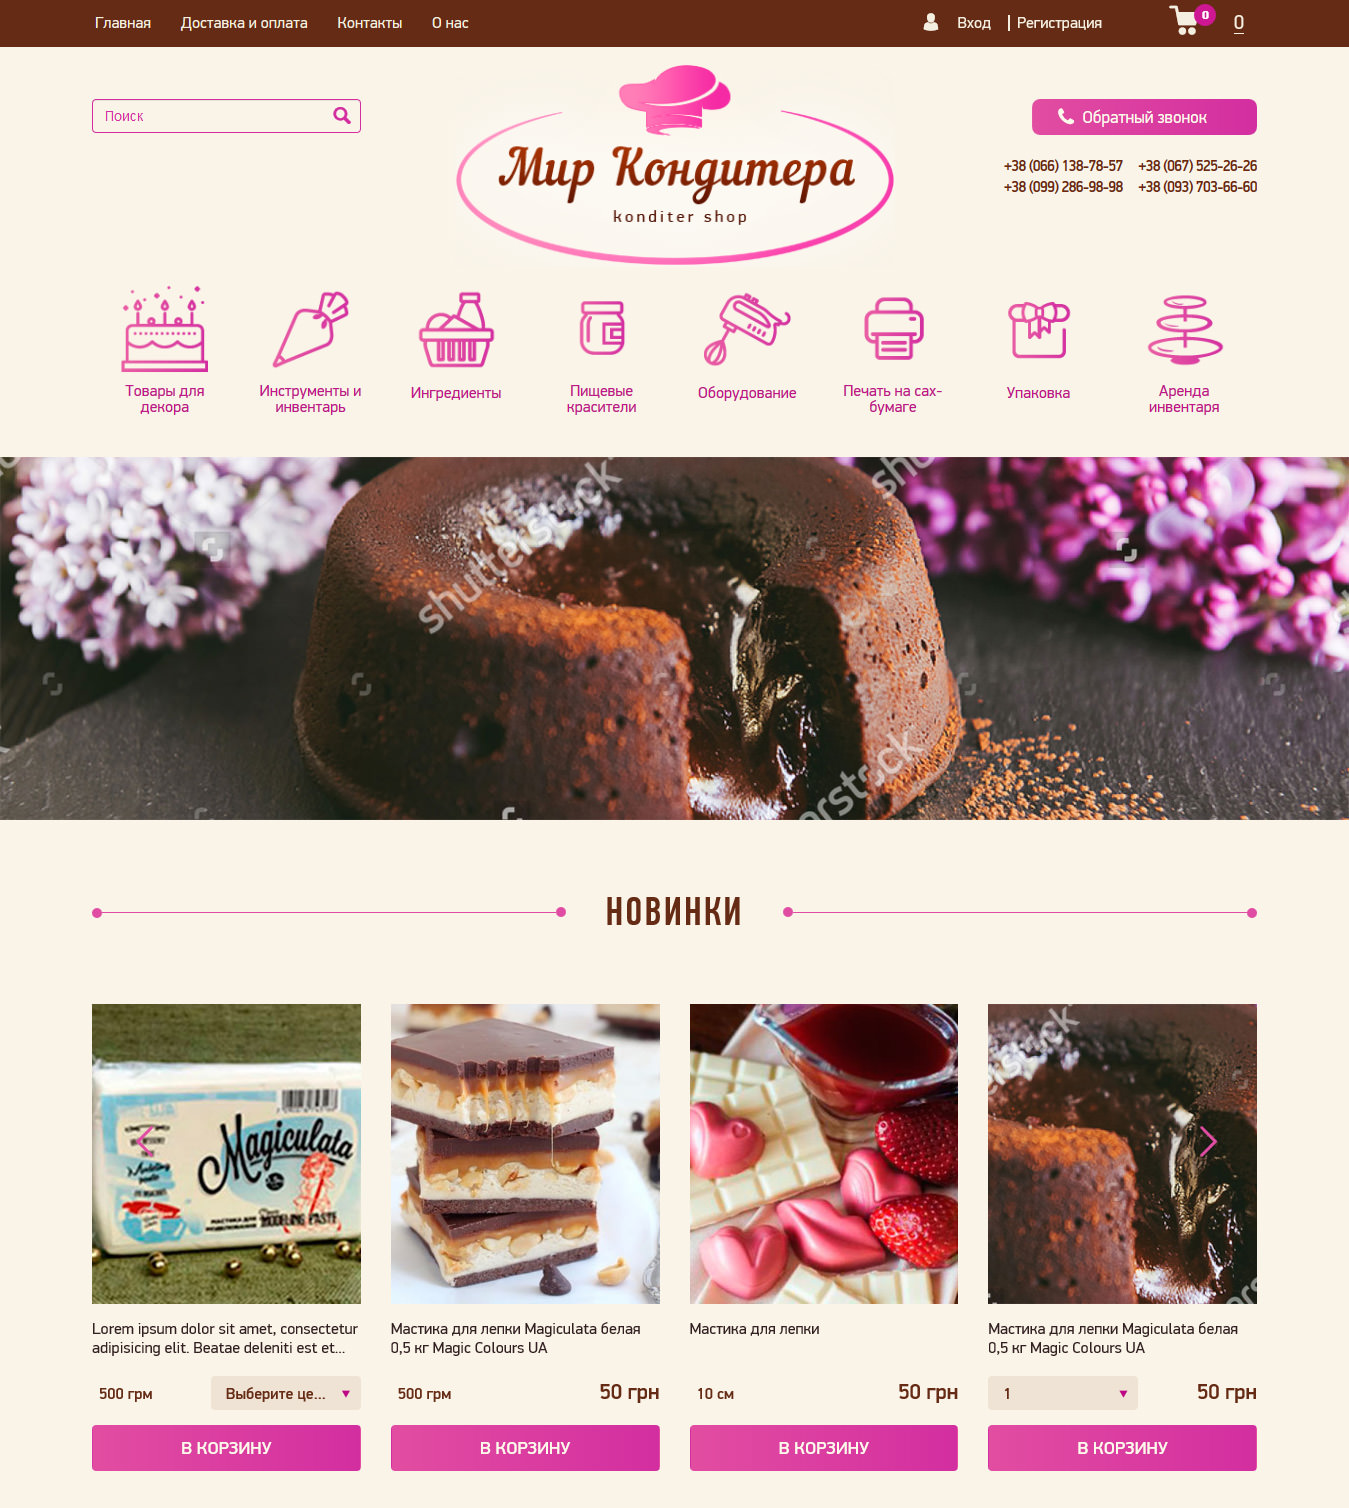 Главная Доставка и оплата Контакты О нас Вход | Регистрация 0 0
Поиск
Обратный звонок
+38 (066) 138-78-57 +38 (067) 525-26-26
+38 (099) 286-98-98 +38 (093) 703-66-60
Мир Кондитера
konditer shop
Товары для
декора
Инструменты и
инвентарь
Ингредиенты
Пищевые
красители
Оборудование
Печать на сах-
бумаге
Упаковка
Аренда
инвентаря
shutterstock
НОВИНКИ
Magiculata
MODELING PASTE
Lorem ipsum dolor sit amet, consectetur
adipisicing elit. Beatae deleniti est et...
500 грм Выберите це...
В КОРЗИНУ
Мастика для лепки Magiculata белая
0,5 кг Magic Colours UA
500 грм 50 грн
В КОРЗИНУ
Мастика для лепки
10 см 50 грн
В КОРЗИНУ
Мастика для лепки Magiculata белая
0,5 кг Magic Colours UA
1 50 грн
В КОРЗИНУ